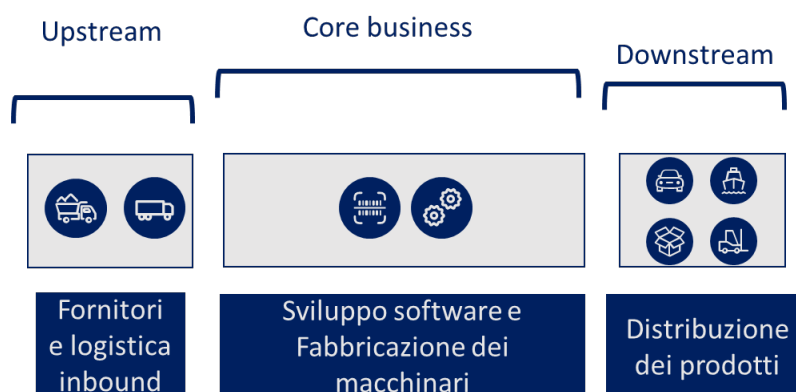 Upstream
Core business
Downstream
Fornitori
e logistica
inbound
Sviluppo software e
Fabbricazione dei
macchinari
Distribuzione
dei prodotti